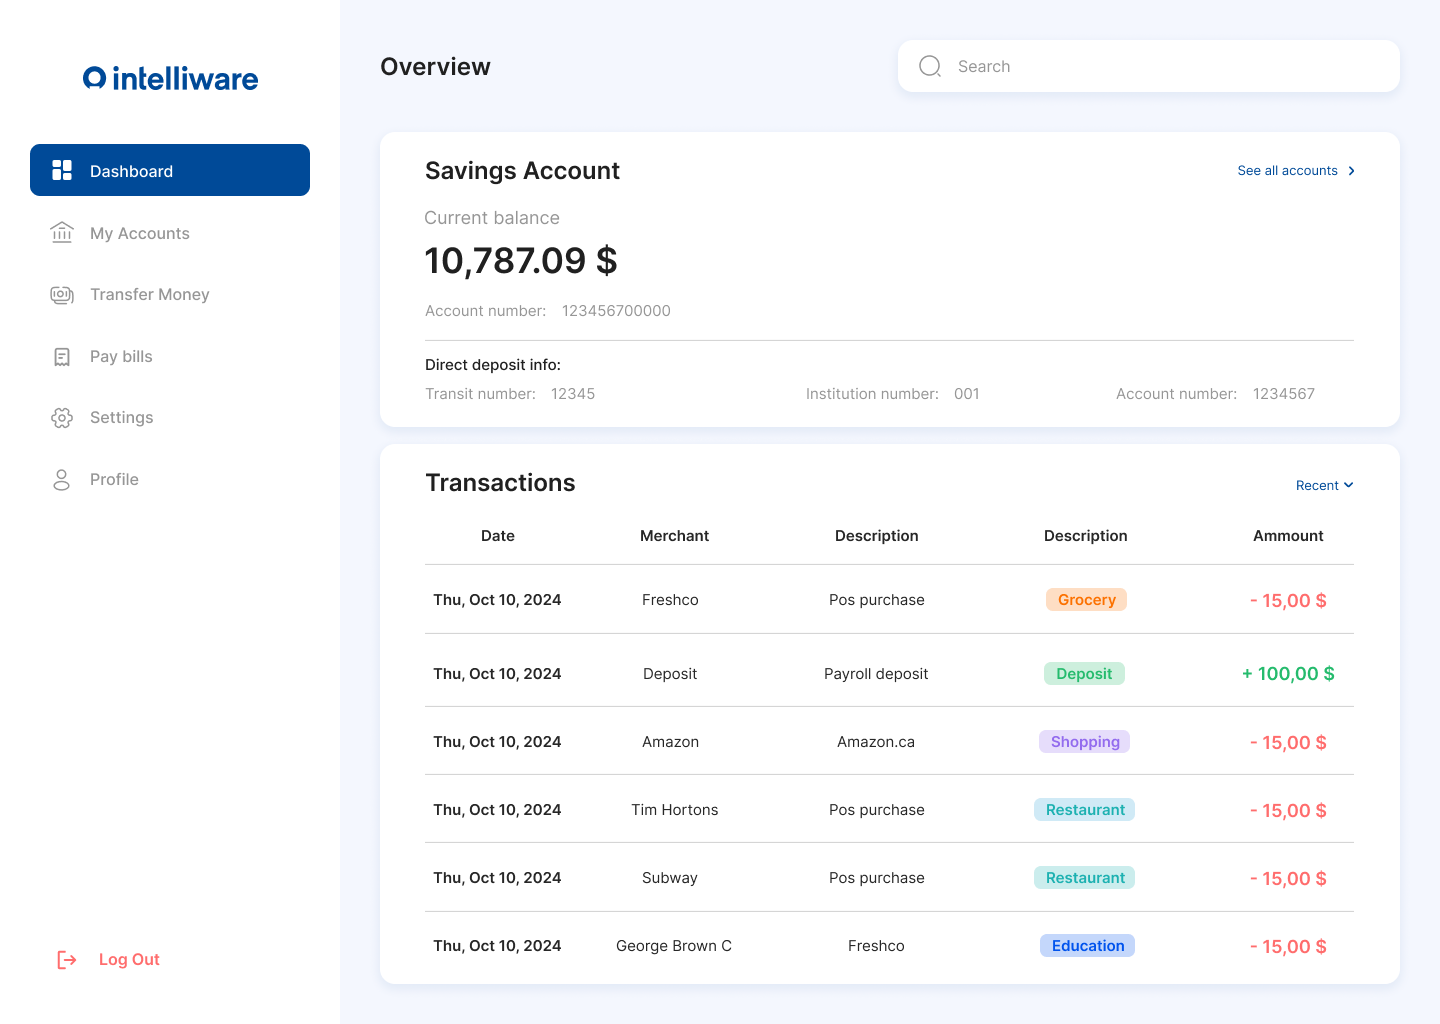 intelliware
Dashboard
My Accounts
Transfer Money
Pay bills
Settings
Profile
Log Out
Overview
Search
Savings Account
See all accounts
Current balance
10,787.09 $
Account number: 123456700000
Direct deposit info:
Transit number: 12345 Institution number: 001 Account number: 1234567
Transactions
Recent
Date Merchant Description Description Ammount
Thu, Oct 10, 2024 Freshco Pos purchase Grocery - 15,00 $
Thu, Oct 10, 2024 Deposit Payroll deposit Deposit + 100,00 $
Thu, Oct 10, 2024 Amazon Amazon.ca Shopping - 15,00 $
Thu, Oct 10, 2024 Tim Hortons Pos purchase Restaurant - 15,00 $
Thu, Oct 10, 2024 Subway Pos purchase Restaurant - 15,00 $
Thu, Oct 10, 2024 George Brown C Freshco Education - 15,00 $